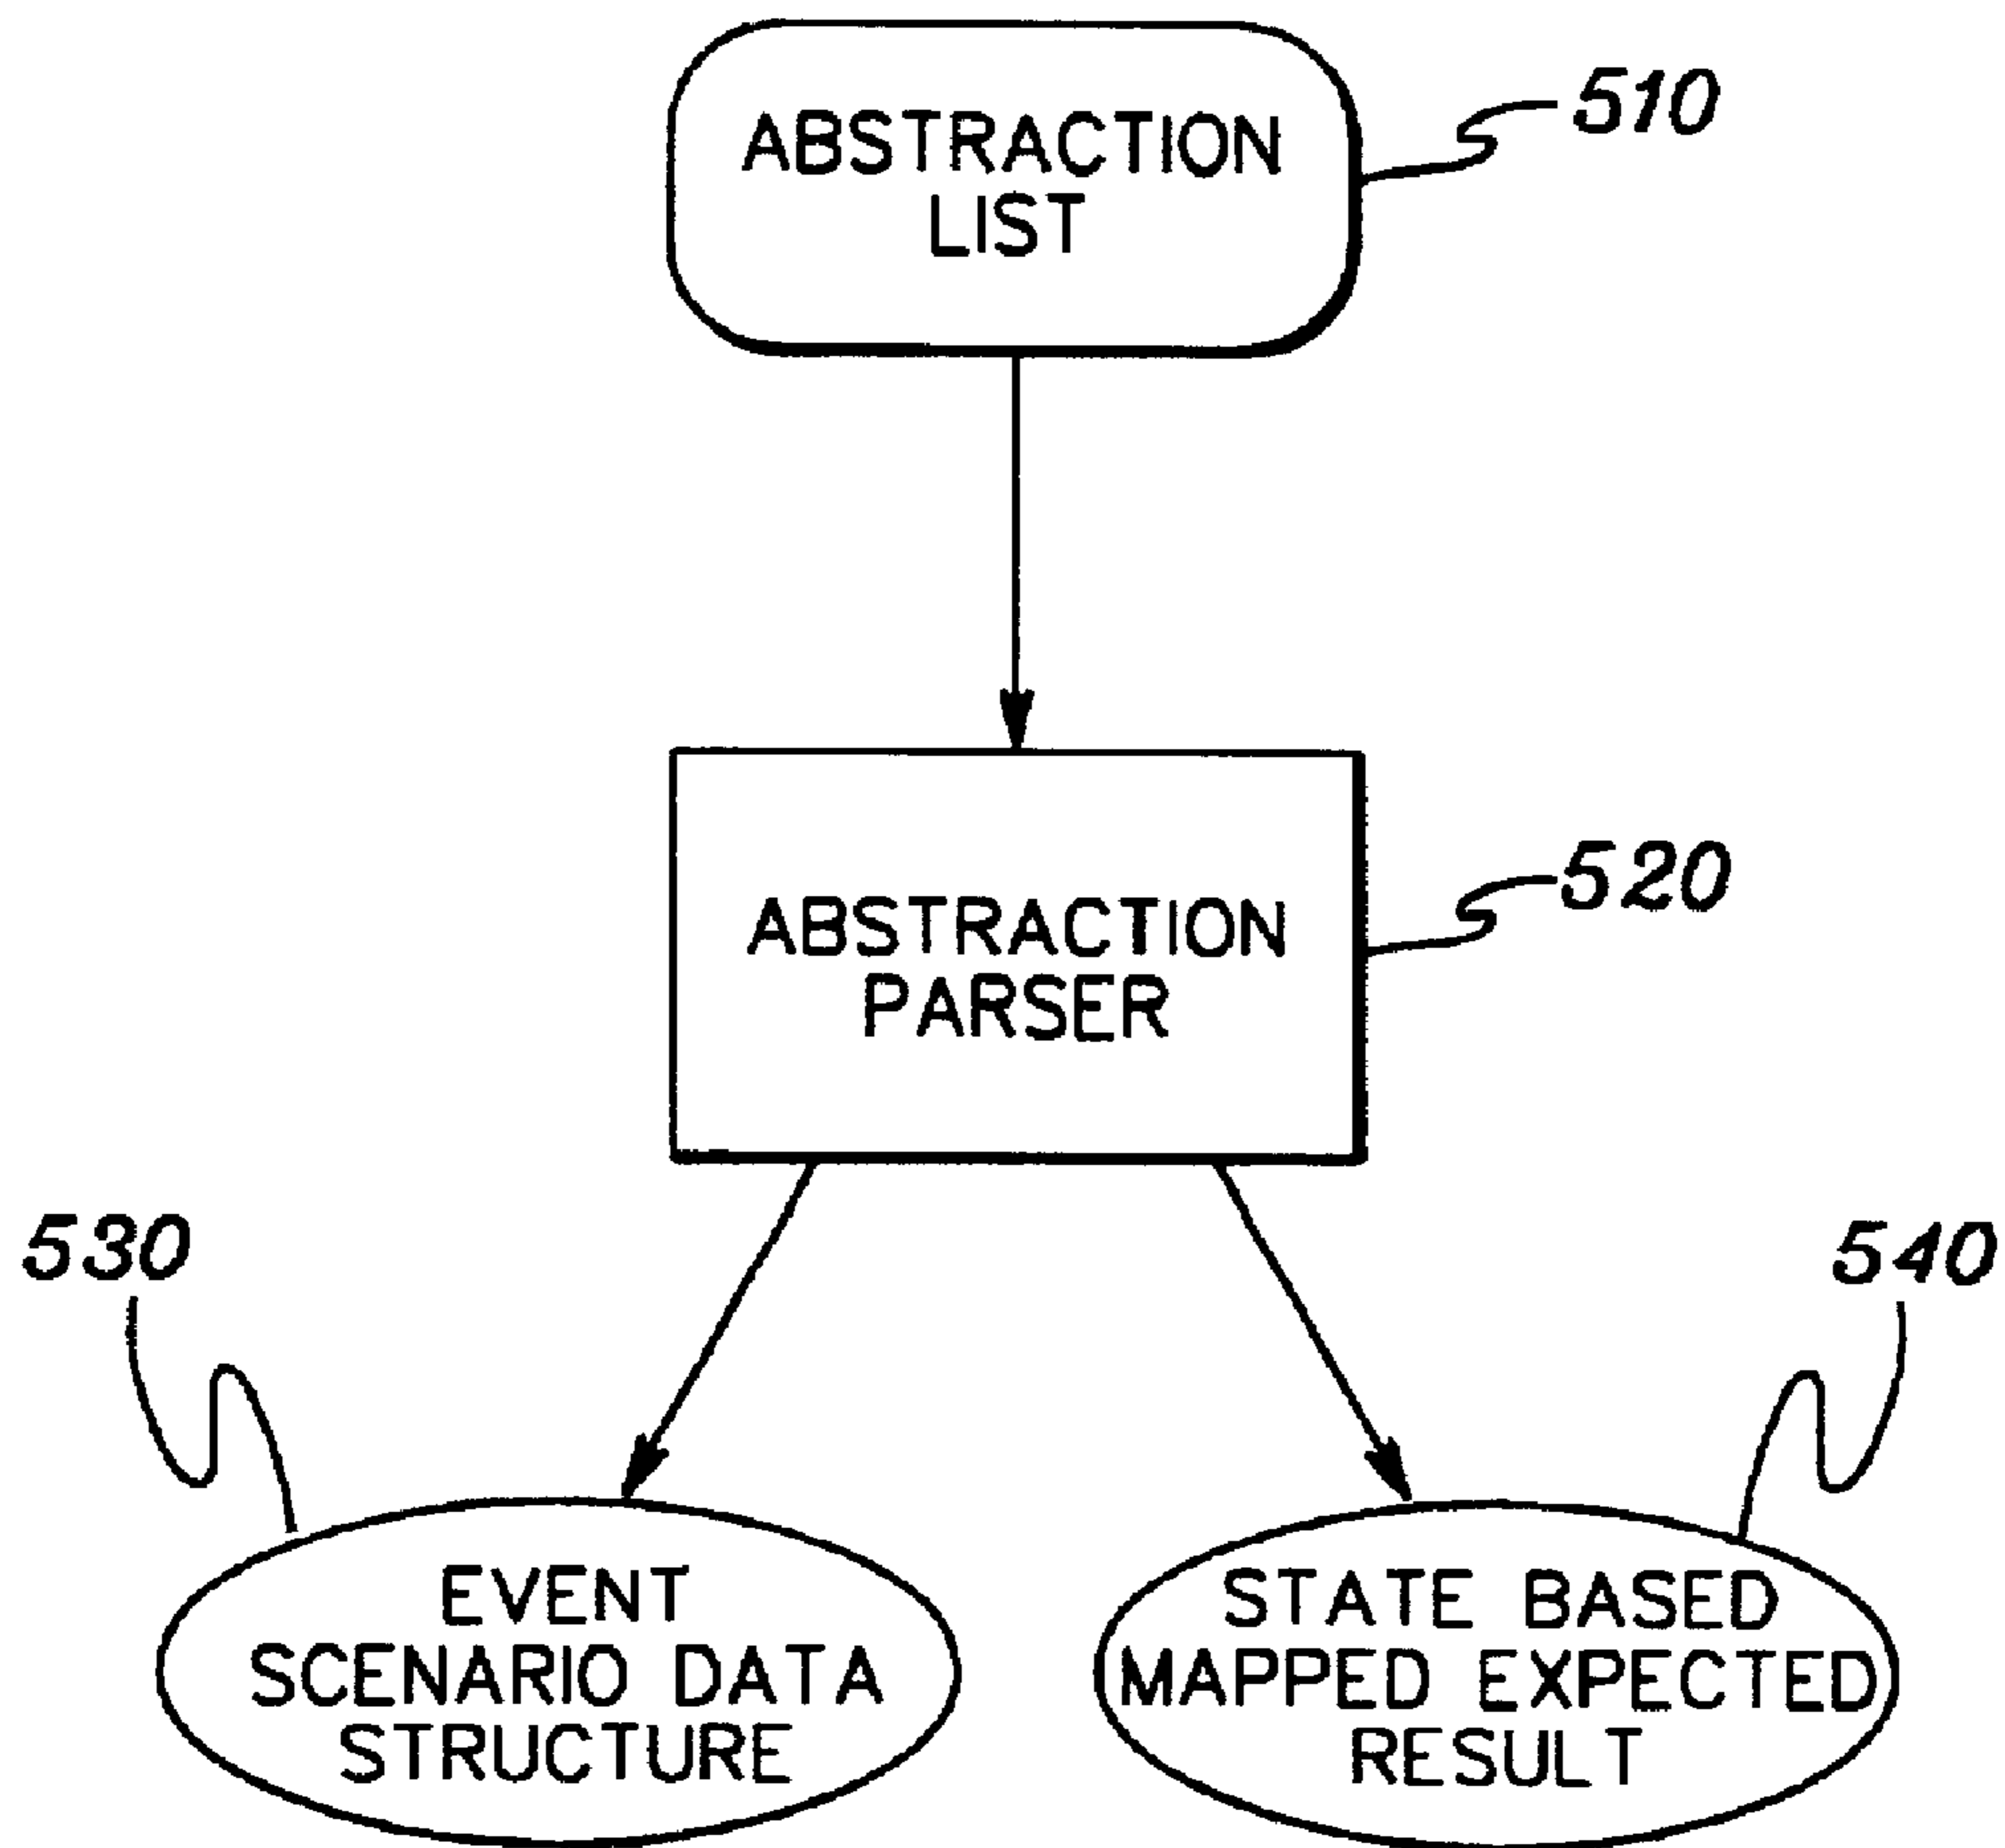 ABSTRACTION
LIST
510
ABSTRACTION
PARSER
520
530
540
EVENT
SCENARIO DATA
STRUCTURE
STATE BASED
MAPPED EXPECTED
RESULT